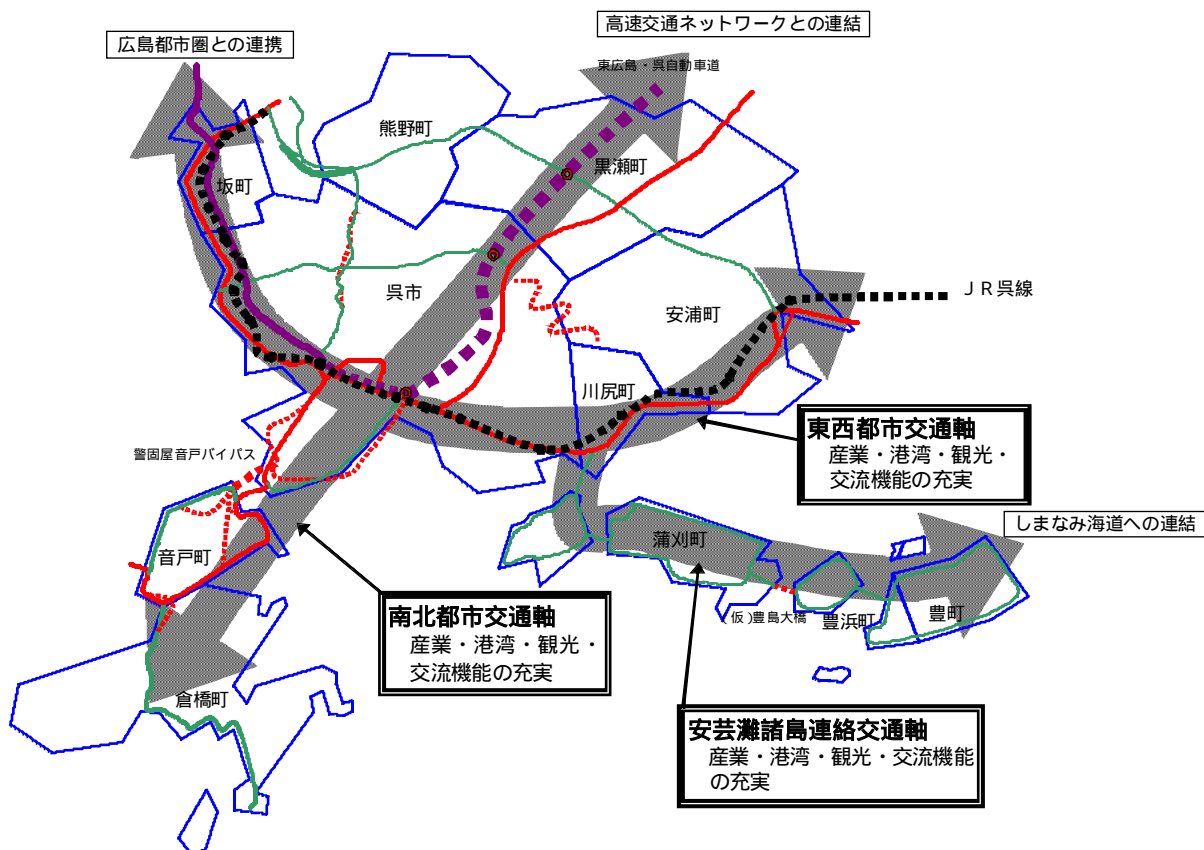 高速交通ネットワークとの連結
広島都市圏との連携
東広島・呉自動車道
熊野町
黒瀬町
坂町
呉市
ＪＲ呉線
安浦町
川尻町
東西都市交通軸
産業・港湾・観光・
交流機能の充実
警固屋音戸バイパス
しまなみ海道への連結
音戸町
蒲刈町
(仮)豊島大橋
豊浜町
豊町
南北都市交通軸
産業・港湾・観光・
交流機能の充実
倉橋町
安芸灘諸島連絡交通軸
産業・港湾・観光・交流機能
の充実